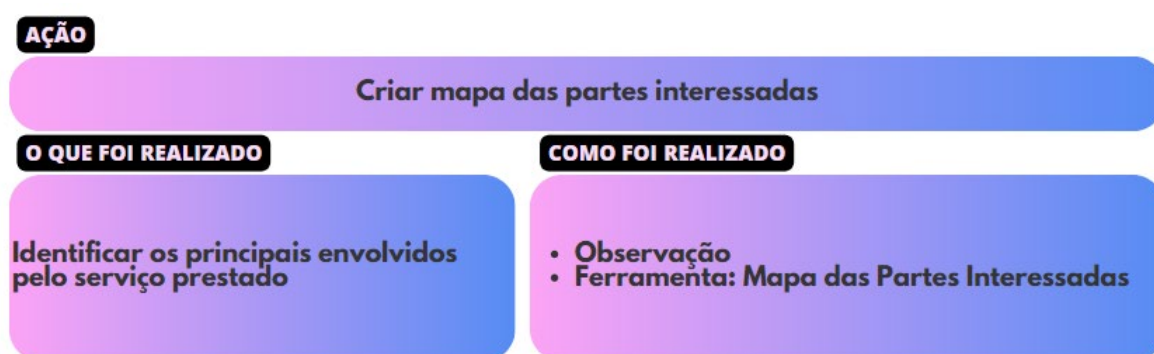 AÇÃO
Criar mapa das partes interessadas
O QUE FOI REALIZADO
Identificar os principais envolvidos
pelo serviço prestado
COMO FOI REALIZADO
• Observação
• Ferramenta: Mapa das Partes Interessadas